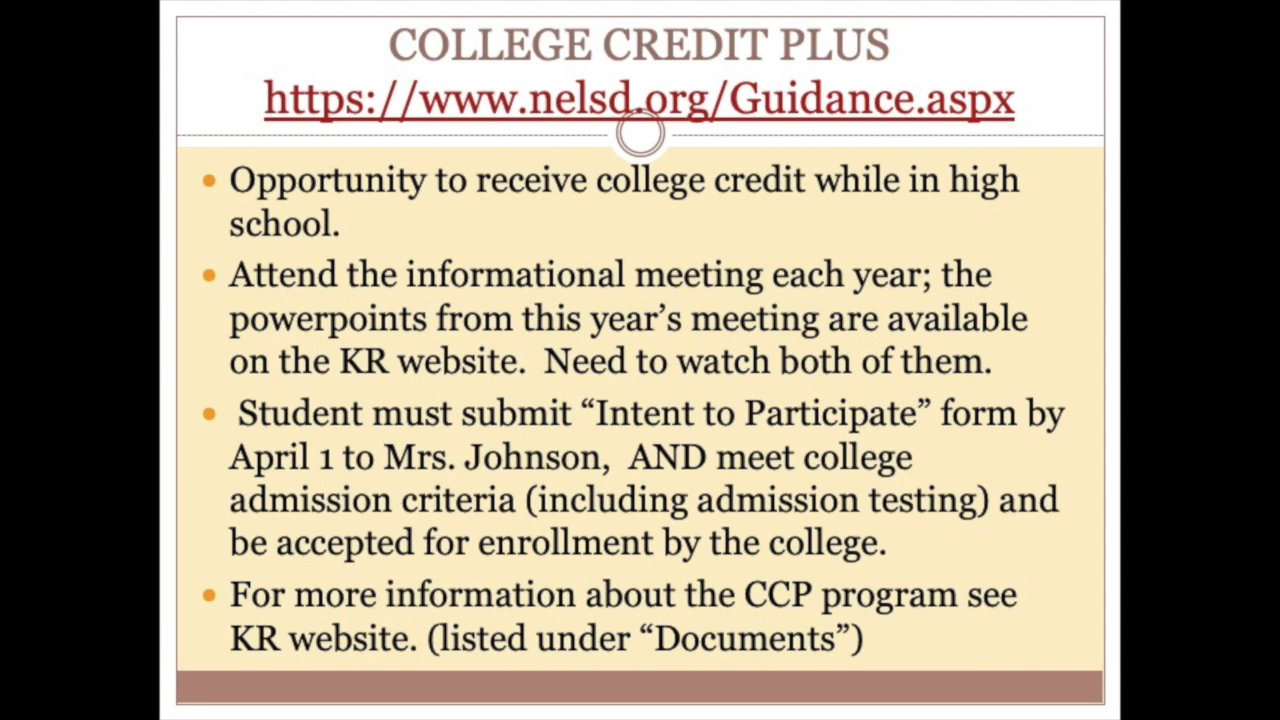 COLLEGE CREDIT PLUS
https://www.nelsd.org/Guidance.aspx
• Opportunity to receive college credit while in high
school.
• Attend the informational meeting each year; the
powerpoints from this year’s meeting are available
on the KR website.  Need to watch both of them.
•  Student must submit “Intent to Participate” form by
April 1 to Mrs. Johnson,  AND meet college
admission criteria (including admission testing) and
be accepted for enrollment by the college.
• For more information about the CCP program see
KR website. (listed under “Documents”)